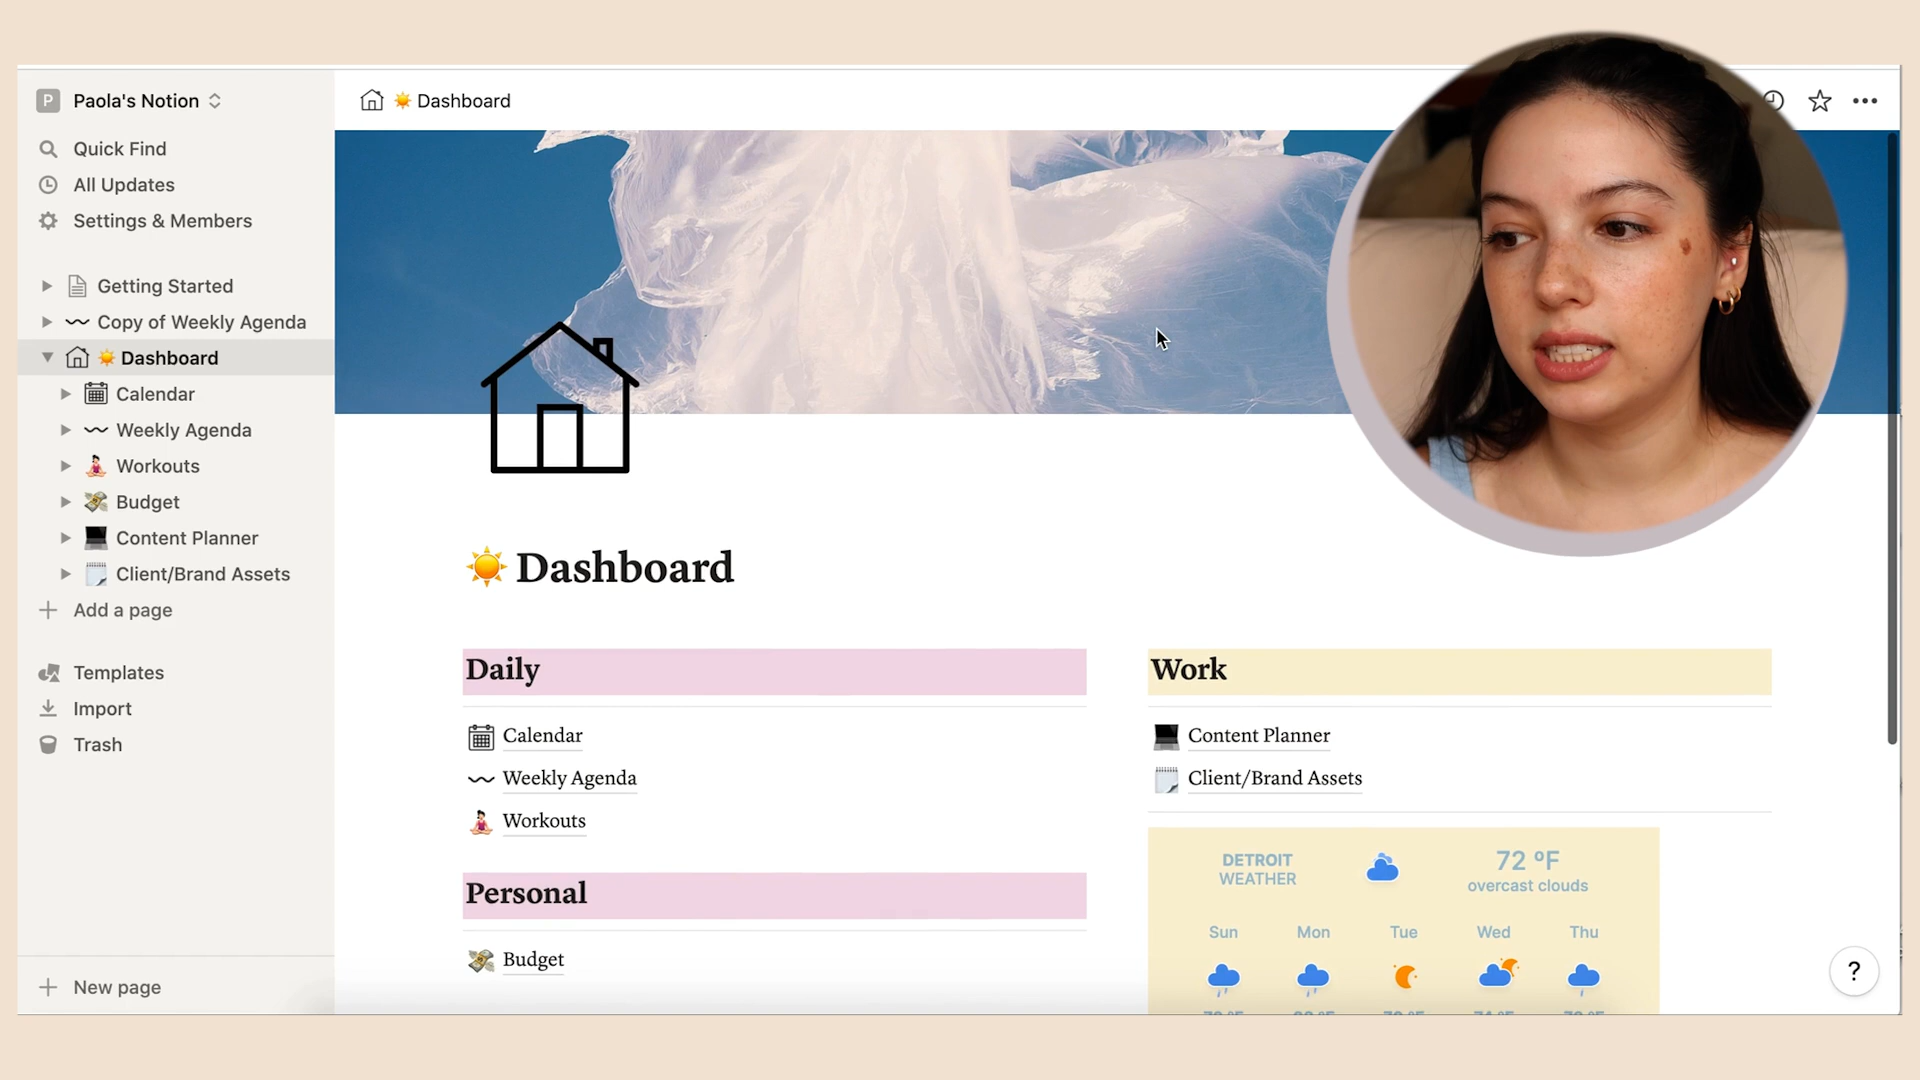 P Paola's Notion
Quick Find
All Updates
Settings & Members
Getting Started
Copy of Weekly Agenda
Dashboard
Calendar
Weekly Agenda
Workouts
Budget
Content Planner
Client/Brand Assets
Add a page
Templates
Import
Trash
New page
Dashboard
Dashboard
Daily
Calendar
Weekly Agenda
Workouts
Personal
Budget
Work
Content Planner
Client/Brand Assets
DETROIT
WEATHER
72 ºF
overcast clouds
Sun Mon Tue Wed Thu
?